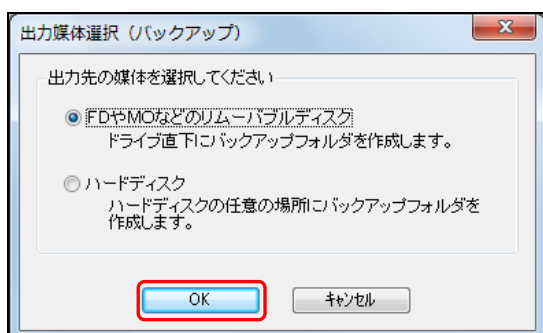 出力媒体選択（バックアップ）
出力先の媒体を選択してください
FDやMOなどのリムーバブルディスク
ドライブ直下にバックアップフォルダを作成します。
ハードディスク
ハードディスクの任意の場所にバックアップフォルダを
作成します。
OK
キャンセル